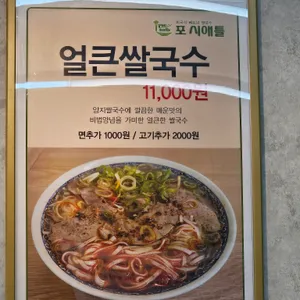 포 시애틀
얼큰쌀국수
11,000원
양지쌀국수에 깔끔한 매운맛의
비법양념을 가미한 얼큰한 쌀국수
면추가 1000원 / 고기추가 2000원